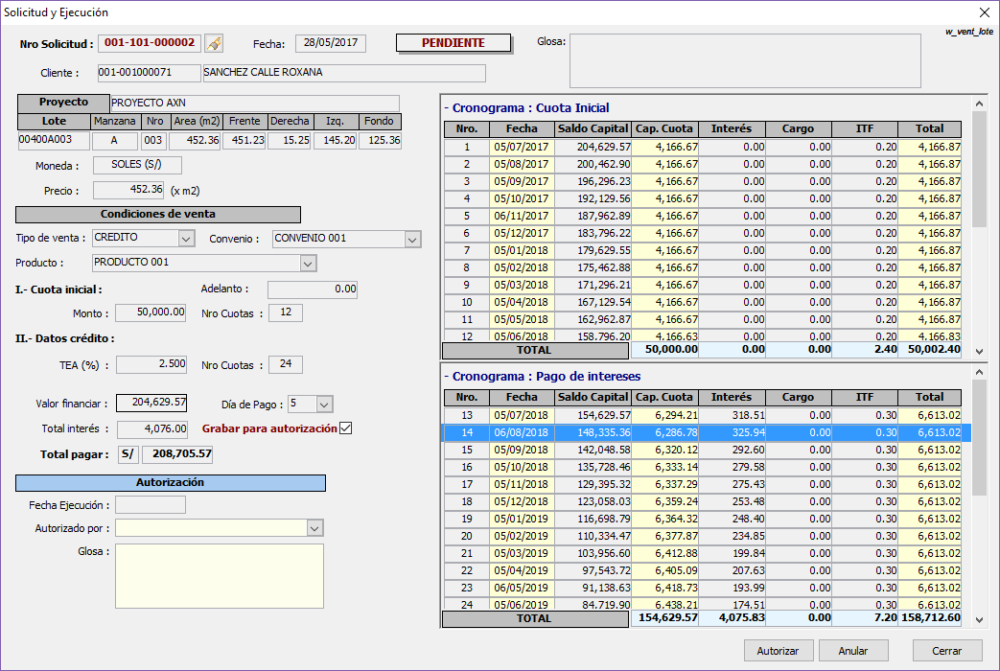 Solicitud y Ejecución
w_vent_lote
Nro Solicitud : 001-101-000002 Fecha: 28/05/2017 PENDIENTE Glosa:
Cliente : 001-001000071 SANCHEZ CALLE ROXANA
Proyecto PROYECTO AXN
Lote Manzana Nro Area (m2) Frente Derecha Izq. Fondo
00400A003 A 003 452.36 451.23 15.25 145.20 125.36
Moneda : SOLES (S/)
Precio : 452.36 (x m2)
Condiciones de venta
Tipo de venta : CREDITO Convenio : CONVENIO 001
Producto : PRODUCTO 001
I.- Cuota inicial : Adelanto : 0.00
Monto : 50,000.00 Nro Cuotas : 12
II.- Datos crédito :
TEA (%) : 2.500 Nro Cuotas : 24
Valor financiar : 204,629.57 Día de Pago : 5
Total interés : 4,076.00 Grabar para autorización
Total pagar : S/ 208,705.57
Autorización
Fecha Ejecución :
Autorizado por :
Glosa :
- Cronograma : Cuota Inicial
Nro. Fecha Saldo Capital Cap. Cuota Interés Cargo ITF Total
1 05/07/2017 204,629.57 4,166.67 0.00 0.00 0.20 4,166.87
2 05/08/2017 200,462.90 4,166.67 0.00 0.00 0.20 4,166.87
3 05/09/2017 196,296.23 4,166.67 0.00 0.00 0.20 4,166.87
4 05/10/2017 192,129.56 4,166.67 0.00 0.00 0.20 4,166.87
5 06/11/2017 187,962.89 4,166.67 0.00 0.00 0.20 4,166.87
6 05/12/2017 183,796.22 4,166.67 0.00 0.00 0.20 4,166.87
7 05/01/2018 179,629.55 4,166.67 0.00 0.00 0.20 4,166.87
8 05/02/2018 175,462.88 4,166.67 0.00 0.00 0.20 4,166.87
9 05/03/2018 171,296.21 4,166.67 0.00 0.00 0.20 4,166.87
10 05/04/2018 167,129.54 4,166.67 0.00 0.00 0.20 4,166.87
11 05/05/2018 162,962.87 4,166.67 0.00 0.00 0.20 4,166.87
12 05/06/2018 158,796.20 4,166.63 0.00 0.00 0.20 4,166.83
TOTAL 50,000.00 0.00 0.00 2.40 50,002.40
- Cronograma : Pago de intereses
Nro. Fecha Saldo Capital Cap. Cuota Interés Cargo ITF Total
13 05/07/2018 154,629.57 6,294.21 318.51 0.00 0.30 6,613.02
14 06/08/2018 148,335.36 6,286.78 325.94 0.00 0.30 6,613.02
15 05/09/2018 142,048.58 6,320.12 292.60 0.00 0.30 6,613.02
16 05/10/2018 135,728.46 6,333.14 279.58 0.00 0.30 6,613.02
17 05/11/2018 129,395.32 6,337.29 275.43 0.00 0.30 6,613.02
18 05/12/2018 123,058.03 6,359.24 253.48 0.00 0.30 6,613.02
19 05/01/2019 116,698.79 6,364.32 248.40 0.00 0.30 6,613.02
20 05/02/2019 110,334.47 6,377.87 234.85 0.00 0.30 6,613.02
21 05/03/2019 103,956.60 6,412.88 199.84 0.00 0.30 6,613.02
22 05/04/2019 97,543.72 6,405.09 207.63 0.00 0.30 6,613.02
23 06/05/2019 91,138.63 6,418.73 193.99 0.00 0.30 6,613.02
24 05/06/2019 84,719.90 6,438.21 174.51 0.00 0.30 6,613.02
TOTAL 154,629.57 4,075.83 0.00 7.20 158,712.60
Autorizar Anular Cerrar